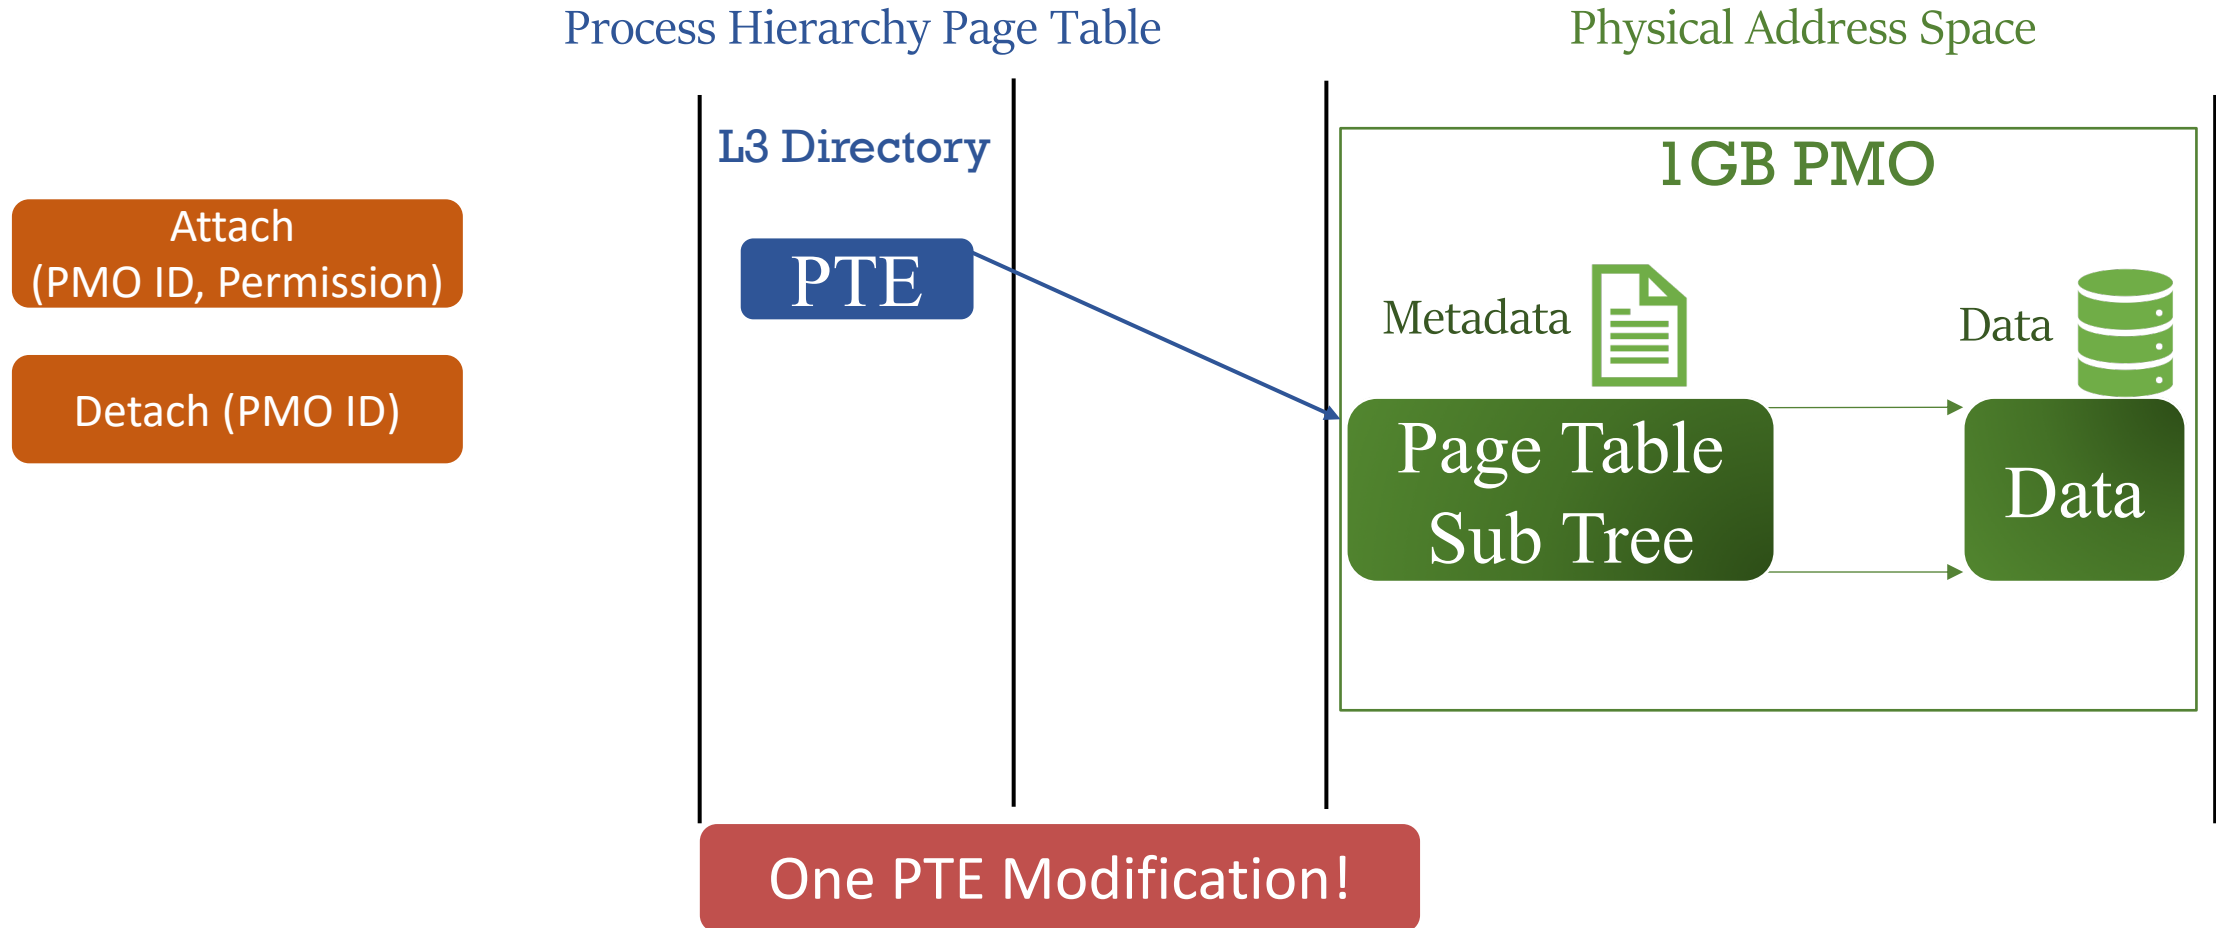 Process Hierarchy Page Table
Physical Address Space
L3 Directory
1GB PMO
Attach
(PMO ID, Permission)
PTE
Metadata
Data
Detach (PMO ID)
Page Table
Sub Tree
Data
One PTE Modification!